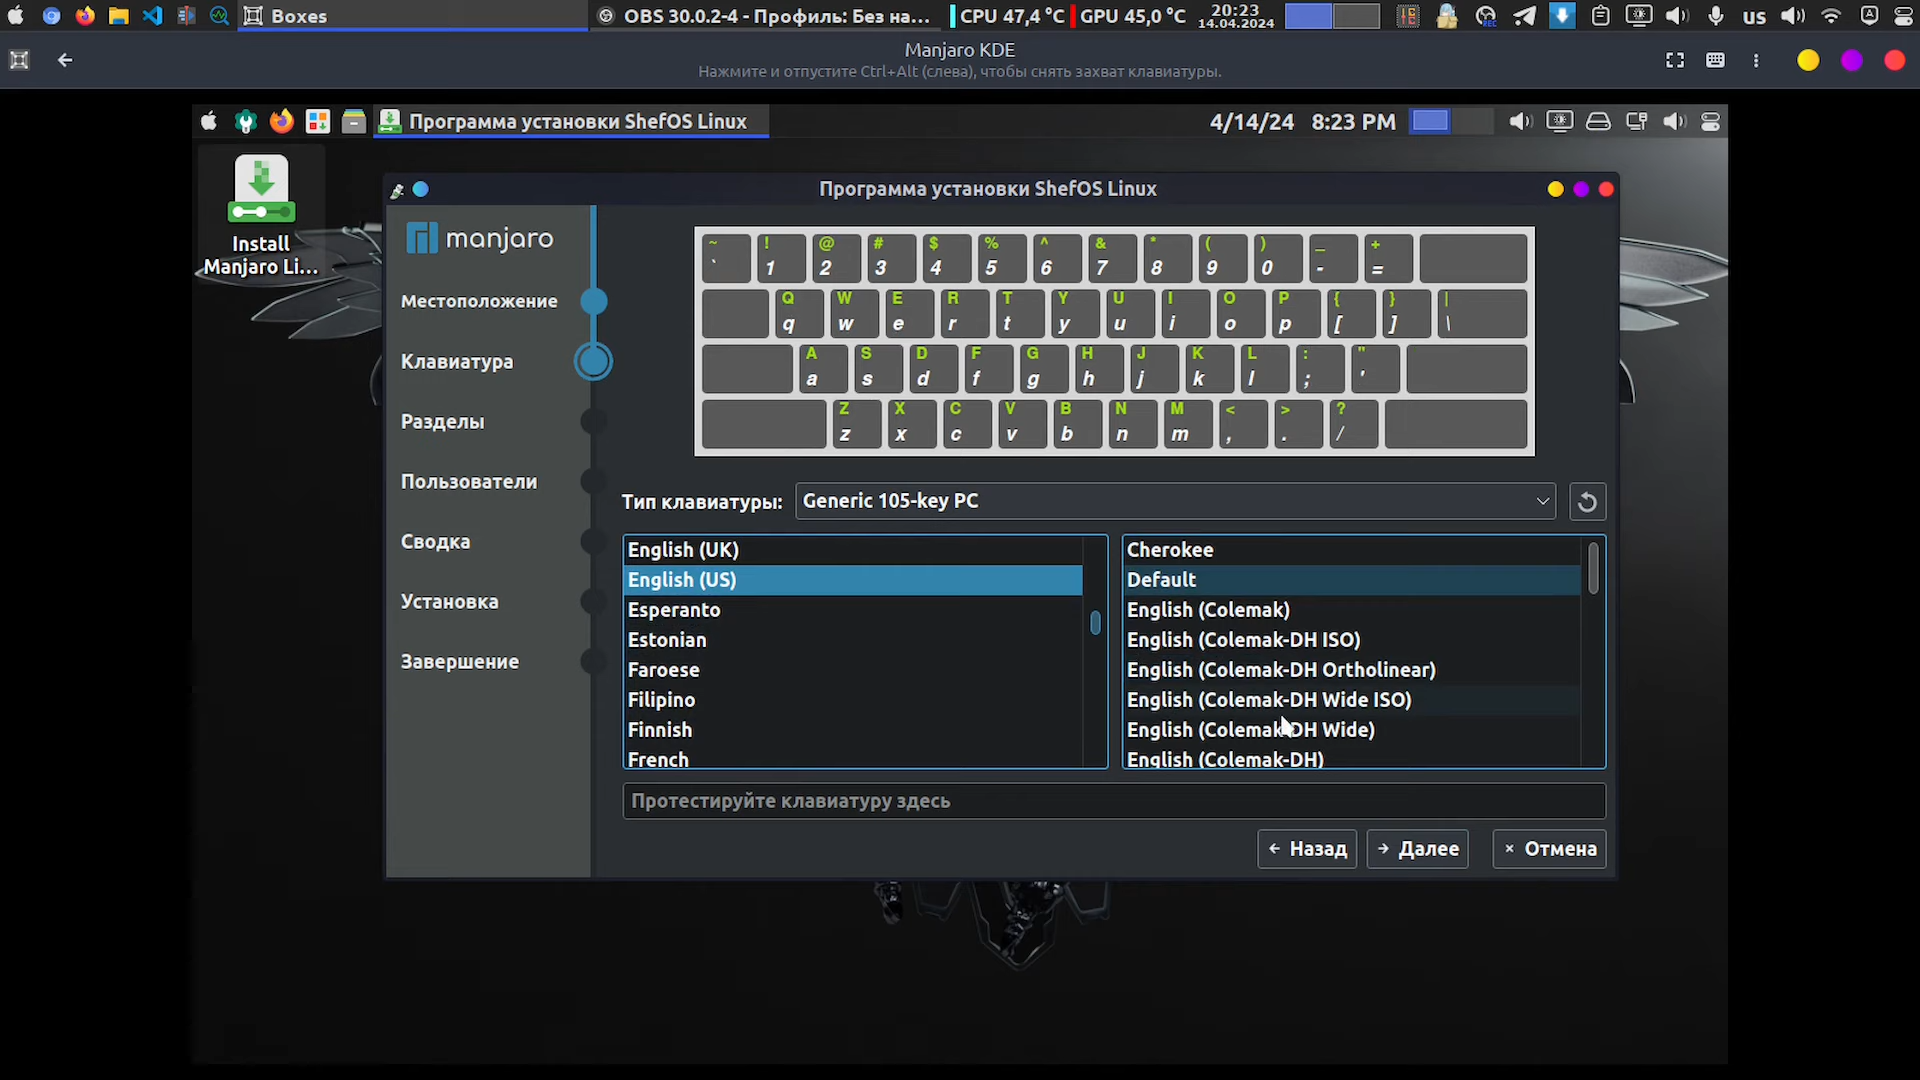 Boxes
OBS 30.0.2-4 - Профиль: Без на...
CPU 47,4 °C
GPU 45,0 °C
20:23
14.04.2024
us
Manjaro KDE
Нажмите и отпустите Ctrl+Alt (слева), чтобы снять захват клавиатуры.
Программа установки ShefOS Linux
4/14/24
8:23 PM
Install
Manjaro Li...
Программа установки ShefOS Linux
manjaro
Местоположение
Клавиатура
Разделы
Пользователи
Сводка
Установка
Завершение
~ ! @ # $ % ^ & * ( ) _ +
` 1 2 3 4 5 6 7 8 9 0 - =
Q W E R T Y U I O P { } |
q w e r t y u i o p [ ] \
A S D F G H J K L : "
a s d f g h j k l ; '
Z X C V B N M < > ?
z x c v b n m , . /
Тип клавиатуры:
Generic 105-key PC
English (UK)
English (US)
Esperanto
Estonian
Faroese
Filipino
Finnish
French
Cherokee
Default
English (Colemak)
English (Colemak-DH ISO)
English (Colemak-DH Ortholinear)
English (Colemak-DH Wide ISO)
English (Colemak-DH Wide)
English (Colemak-DH)
Протестируйте клавиатуру здесь
Назад
Далее
Отмена